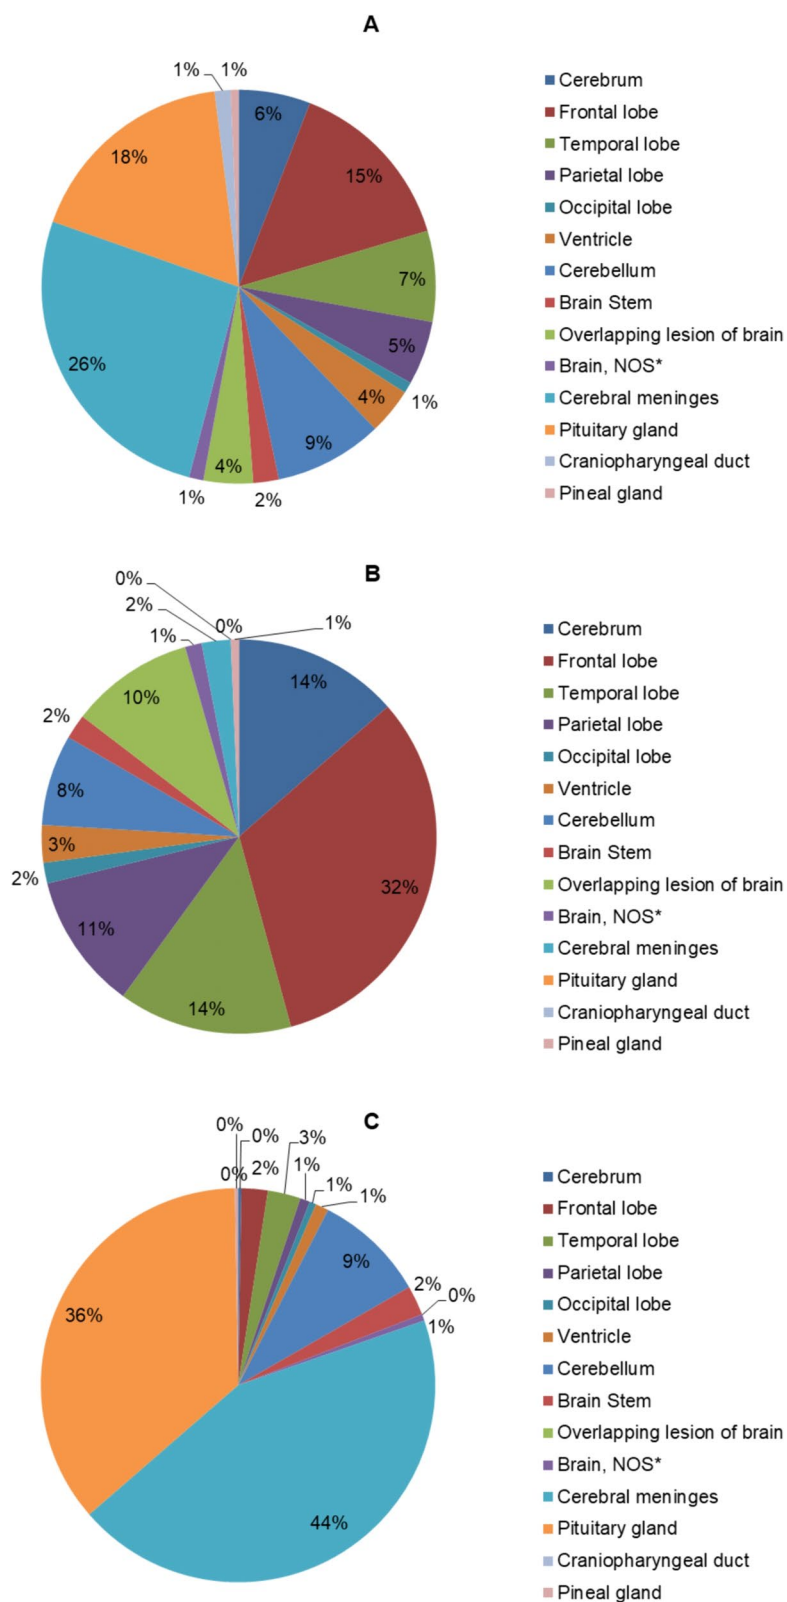 A
1% 1%
6%
15%
7%
5%
1%
4%
9%
2%
4%
1%
26%
18%
Cerebrum
Frontal lobe
Temporal lobe
Parietal lobe
Occipital lobe
Ventricle
Cerebellum
Brain Stem
Overlapping lesion of brain
Brain, NOS*
Cerebral meninges
Pituitary gland
Craniopharyngeal duct
Pineal gland
B
0%
2%
1%
0%
1%
14%
32%
14%
11%
2%
3%
8%
2%
10%
Cerebrum
Frontal lobe
Temporal lobe
Parietal lobe
Occipital lobe
Ventricle
Cerebellum
Brain Stem
Overlapping lesion of brain
Brain, NOS*
Cerebral meninges
Pituitary gland
Craniopharyngeal duct
Pineal gland
C
0%
0%
0%
2%
3%
1%
1%
1%
9%
2%
0%
1%
44%
36%
Cerebrum
Frontal lobe
Temporal lobe
Parietal lobe
Occipital lobe
Ventricle
Cerebellum
Brain Stem
Overlapping lesion of brain
Brain, NOS*
Cerebral meninges
Pituitary gland
Craniopharyngeal duct
Pineal gland